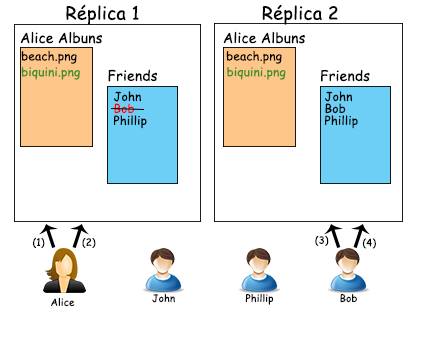 Réplica 1
Alice Albuns
beach.png
biquini.png
Friends
John
Bob
Phillip
Réplica 2
Alice Albuns
beach.png
biquini.png
Friends
John
Bob
Phillip
(1)
(2)
(3)
(4)
Alice
John
Phillip
Bob